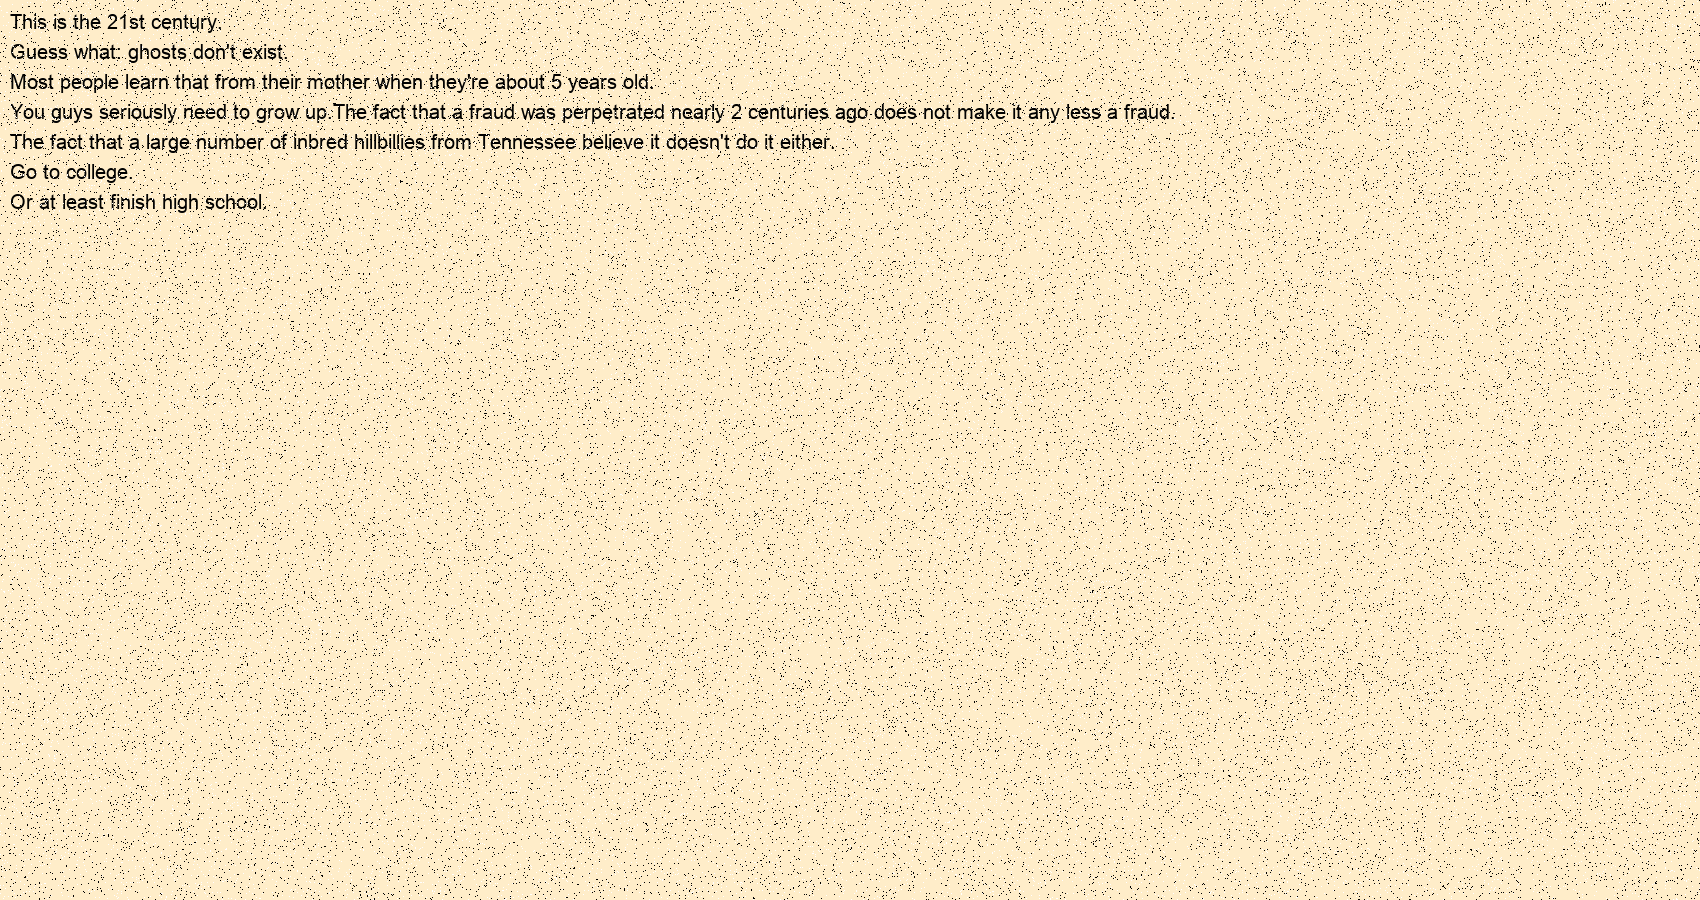 This is the 21st century.
Guess what: ghosts don't exist.
Most people learn that from their mother when they're about 5 years old.
You guys seriously need to grow up.The fact that a fraud was perpetrated nearly 2 centuries ago does not make it any less a fraud.
The fact that a large number of inbred hillbillies from Tennessee believe it doesn't do it either.
Go to college.
Or at least finish high school.